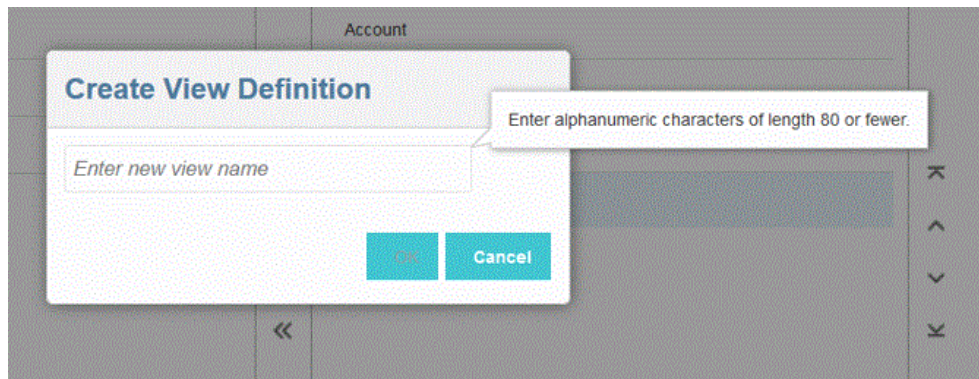 Account
Create View Definition
Enter alphanumeric characters of length 80 or fewer.
Enter new view name
OK
Cancel